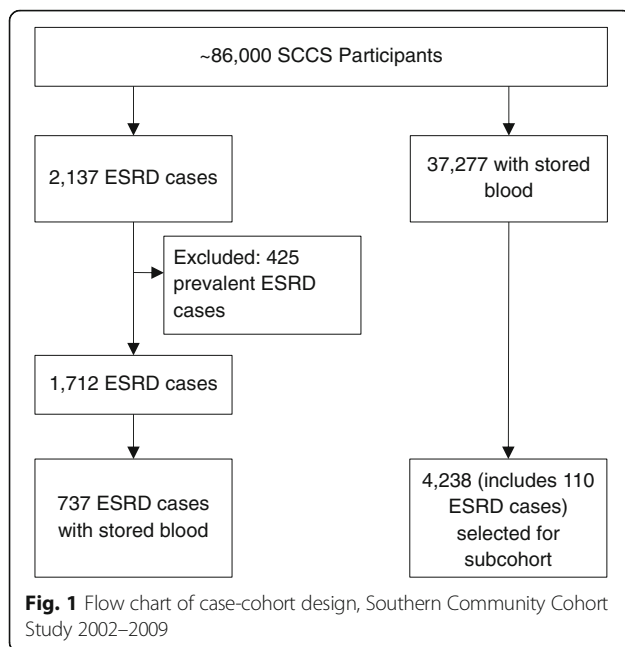 ~86,000 SCCS Participants
2,137 ESRD cases
37,277 with stored
blood
Excluded: 425
prevalent ESRD
cases
1,712 ESRD cases
737 ESRD cases
with stored blood
4,238 (includes 110
ESRD cases)
selected for
subcohort
Fig. 1 Flow chart of case-cohort design, Southern Community Cohort
Study 2002–2009